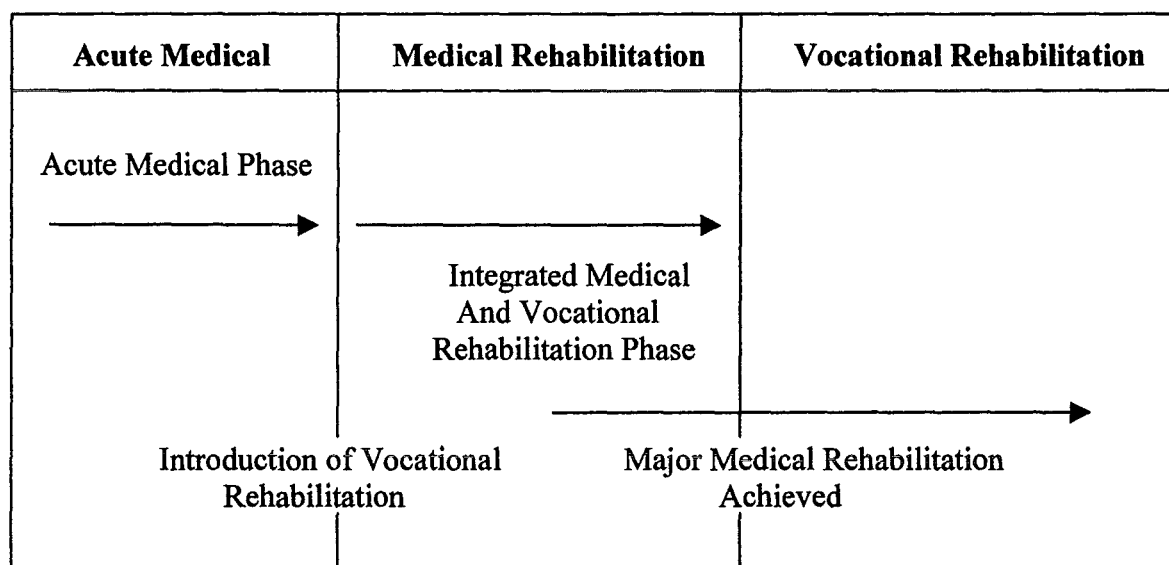 Acute Medical
Medical Rehabilitation
Vocational Rehabilitation
Acute Medical Phase
Integrated Medical
And Vocational
Rehabilitation Phase
Introduction of Vocational
Rehabilitation
Major Medical Rehabilitation
Achieved